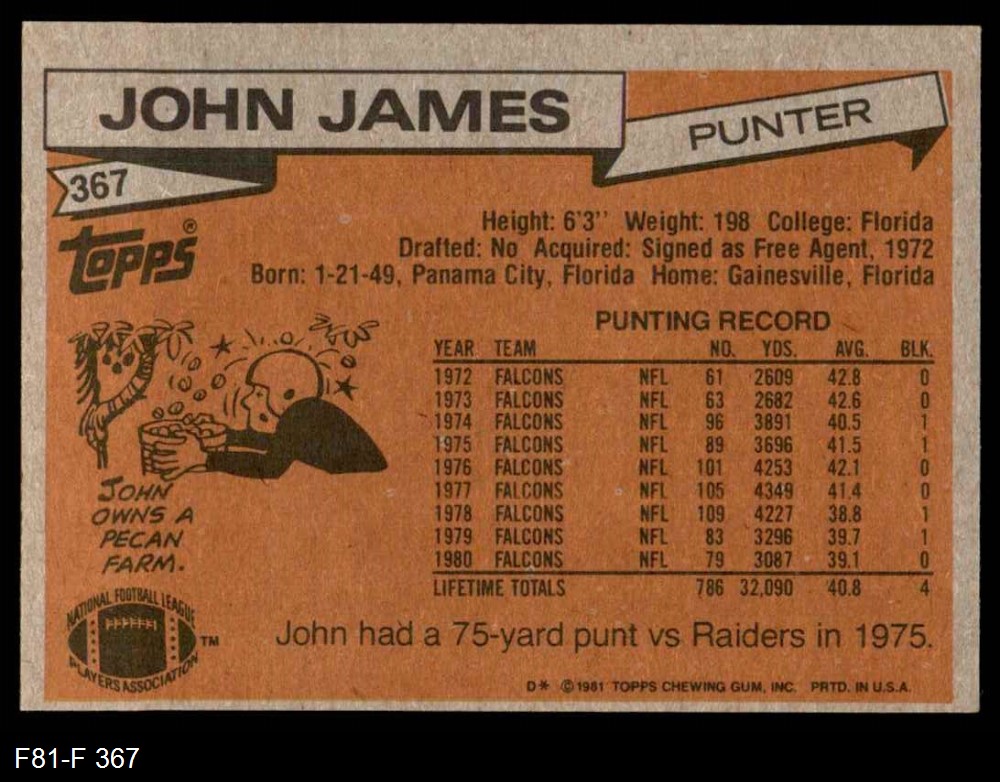 JOHN JAMES
PUNTER
367
TOPPS®
Height: 6'3'' Weight: 198 College: Florida
Drafted: No Acquired: Signed as Free Agent, 1972
Born: 1-21-49, Panama City, Florida Home: Gainesville, Florida
PUNTING RECORD
YEAR TEAM NO. YDS. AVG. BLK.
1972 FALCONS NFL 61 2609 42.8 0
1973 FALCONS NFL 63 2682 42.6 0
1974 FALCONS NFL 96 3891 40.5 1
1975 FALCONS NFL 89 3696 41.5 1
1976 FALCONS NFL 101 4253 42.1 0
1977 FALCONS NFL 105 4349 41.4 0
1978 FALCONS NFL 109 4227 38.8 1
1979 FALCONS NFL 83 3296 39.7 1
1980 FALCONS NFL 79 3087 39.1 0
LIFETIME TOTALS 786 32,090 40.8 4
JOHN
OWNS A
PECAN
FARM.
NATIONAL FOOTBALL LEAGUE
PLAYERS ASSOCIATION
TM
John had a 75-yard punt vs Raiders in 1975.
D* © 1981 TOPPS CHEWING GUM, INC. PRTD. IN U.S.A.
F81-F 367